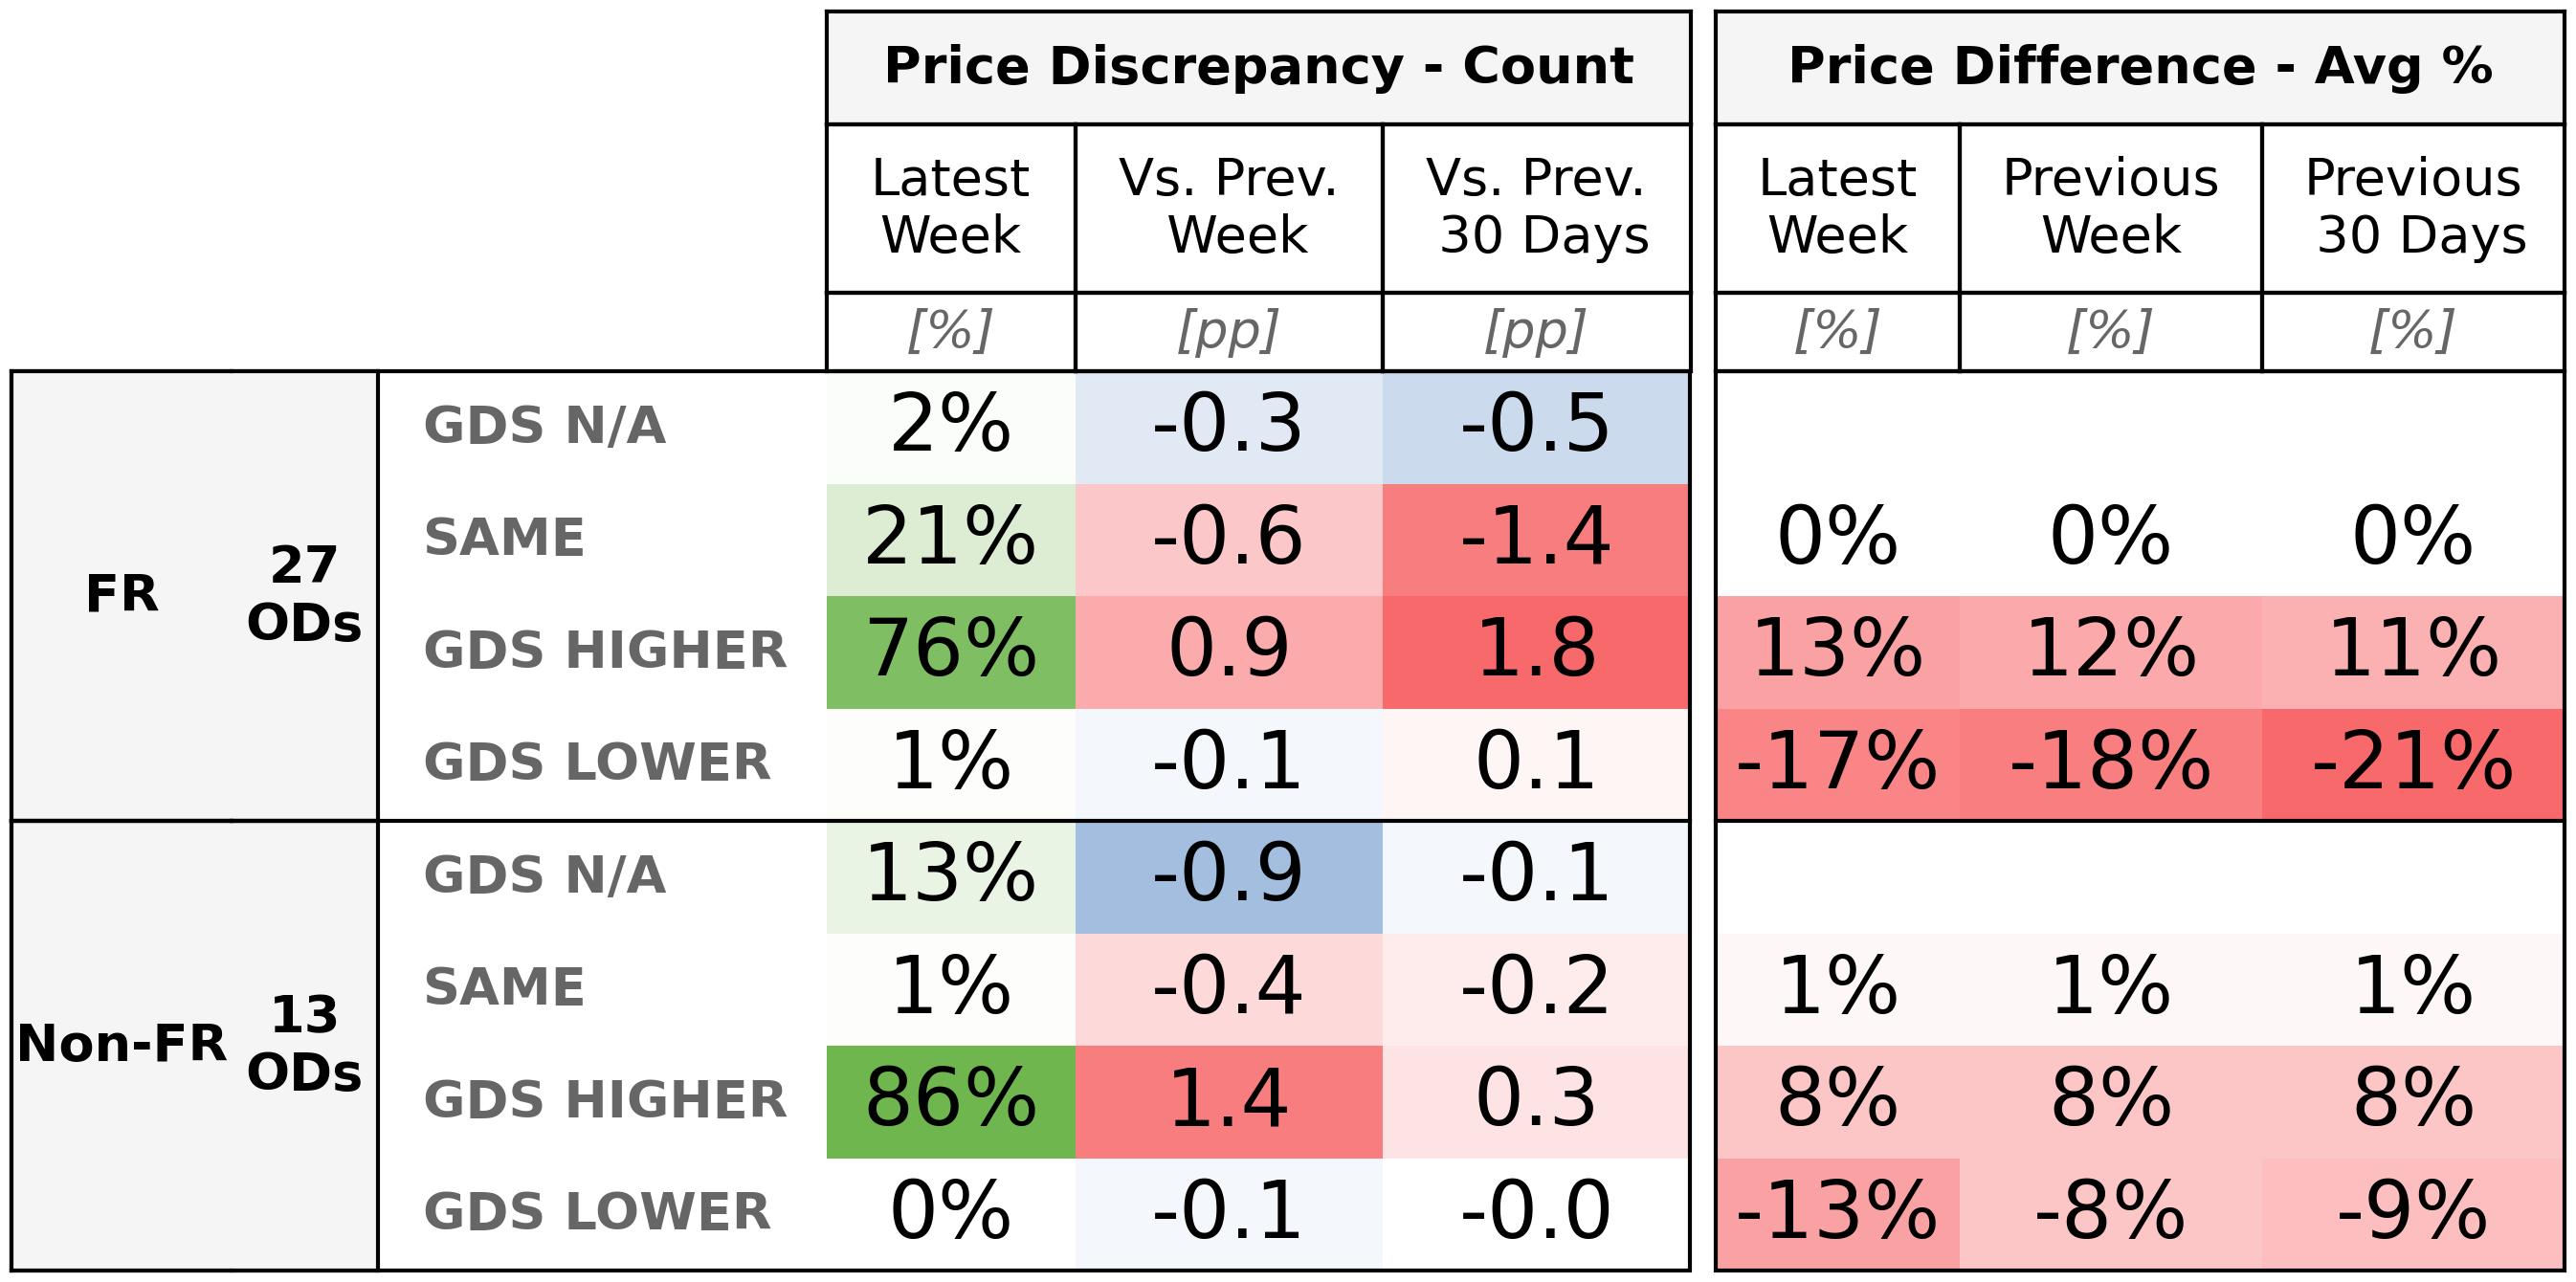 Price Discrepancy - Count Price Difference - Avg %
Latest Week Vs. Prev. Week Vs. Prev. 30 Days Latest Week Previous Week Previous 30 Days
[%] [pp] [pp] [%] [%] [%]
FR 27 ODs
GDS N/A 2% -0.3 -0.5
SAME 21% -0.6 -1.4 0% 0% 0%
GDS HIGHER 76% 0.9 1.8 13% 12% 11%
GDS LOWER 1% -0.1 0.1 -17% -18% -21%
Non-FR 13 ODs
GDS N/A 13% -0.9 -0.1
SAME 1% -0.4 -0.2 1% 1% 1%
GDS HIGHER 86% 1.4 0.3 8% 8% 8%
GDS LOWER 0% -0.1 -0.0 -13% -8% -9%